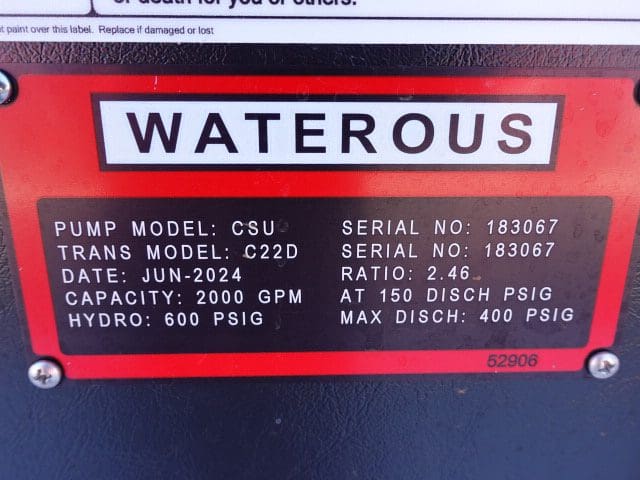 or death for you or others.
not paint over this label. Replace if damaged or lost
WATEROUS
PUMP MODEL: CSU SERIAL NO: 183067
TRANS MODEL: C22D SERIAL NO: 183067
DATE: JUN-2024 RATIO: 2.46
CAPACITY: 2000 GPM AT 150 DISCH PSIG
HYDRO: 600 PSIG MAX DISCH: 400 PSIG
52906